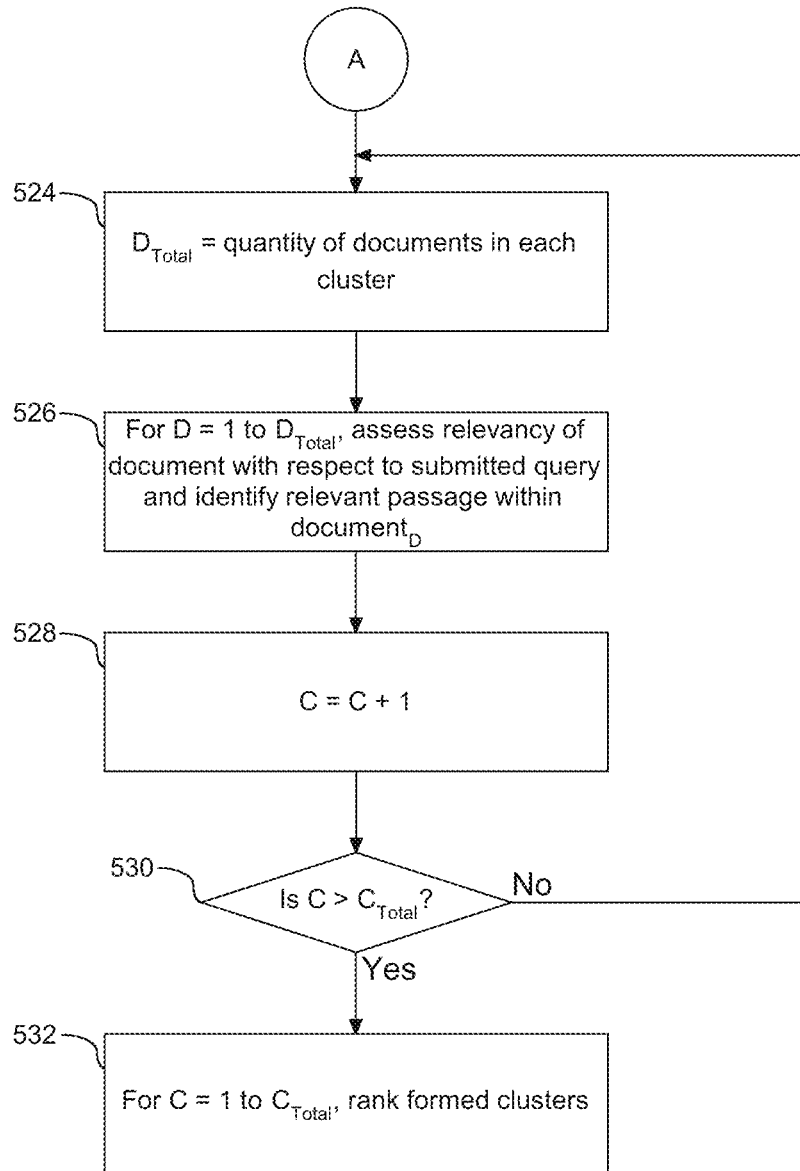 A
524
D_Total = quantity of documents in each
cluster
526
For D = 1 to D_Total, assess relevancy of
document with respect to submitted query
and identify relevant passage within
document_D
528
C = C + 1
530
Is C > C_Total?
No
Yes
532
For C = 1 to C_Total, rank formed clusters